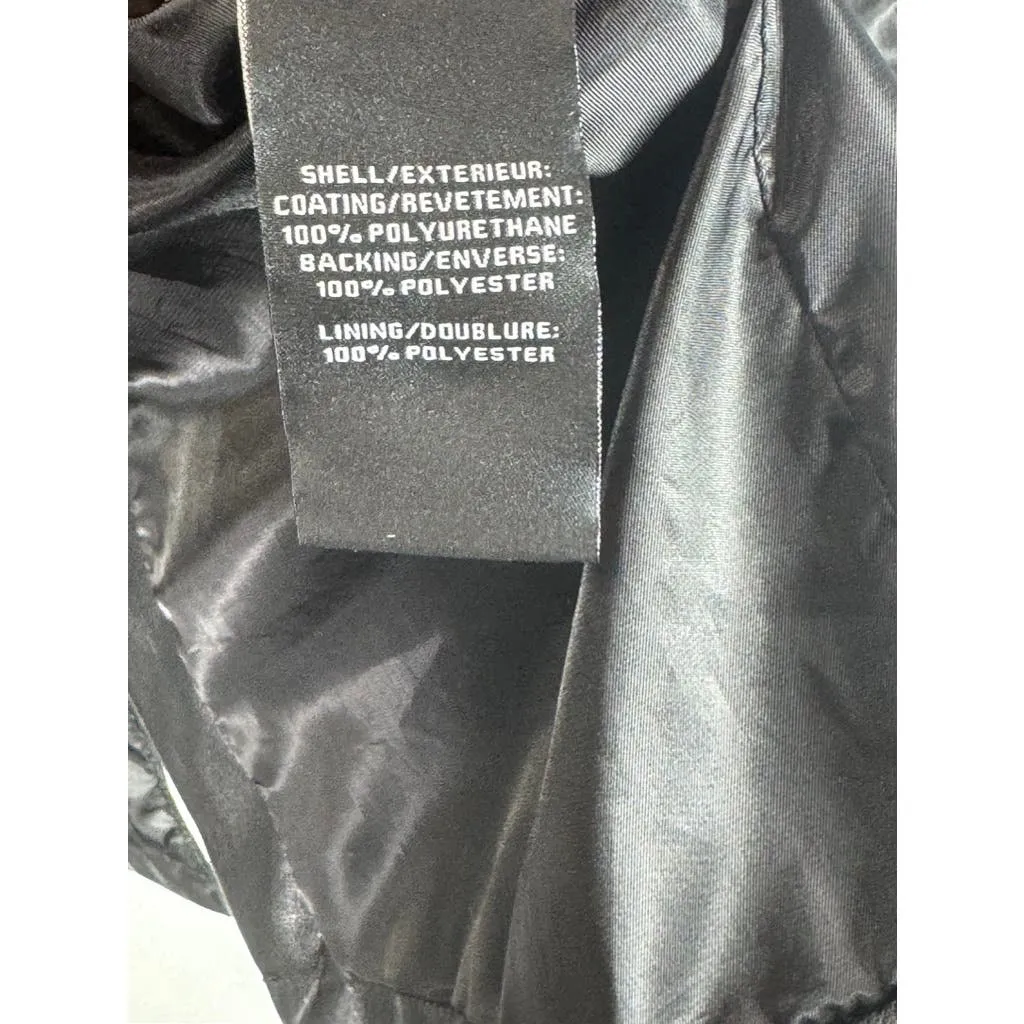 SHELL/EXTERIEUR:
COATING/REVETEMENT:
100% POLYURETHANE
BACKING/ENVERSE:
100% POLYESTER
LINING/DOUBLURE:
100% POLYESTER